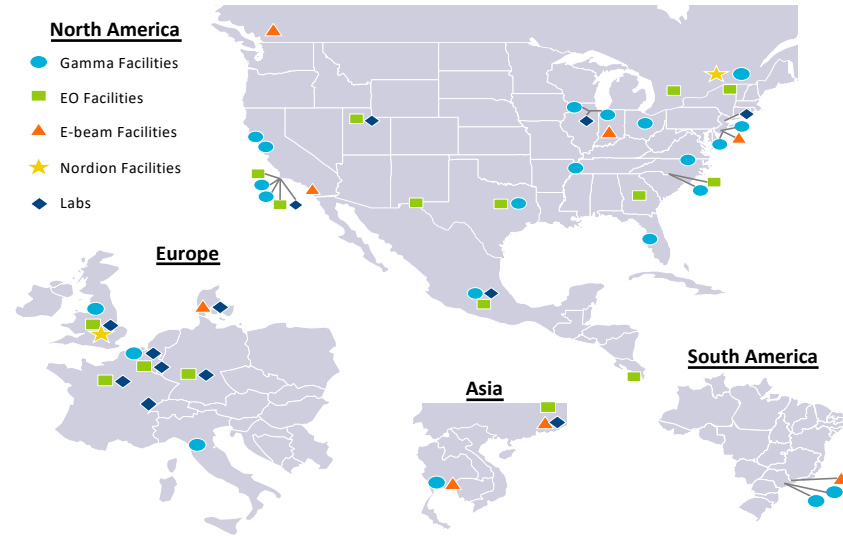 North America
Gamma Facilities
EO Facilities
E-beam Facilities
Nordion Facilities
Labs
Europe
South America
Asia